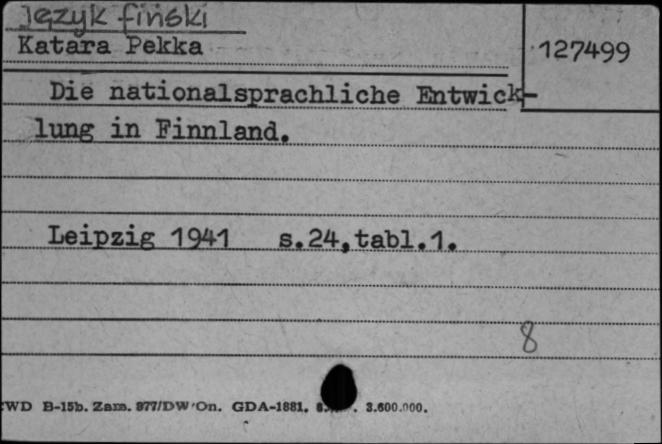 Język fiński
Katara Pekka
127499
Die nationalsprachliche Entwick-
lung in Finnland.
Leipzig 1941 s.24,tabl.1.
8
WD B-15b. Zam. 977/DW/On. GDA-1881. 3.600.000.